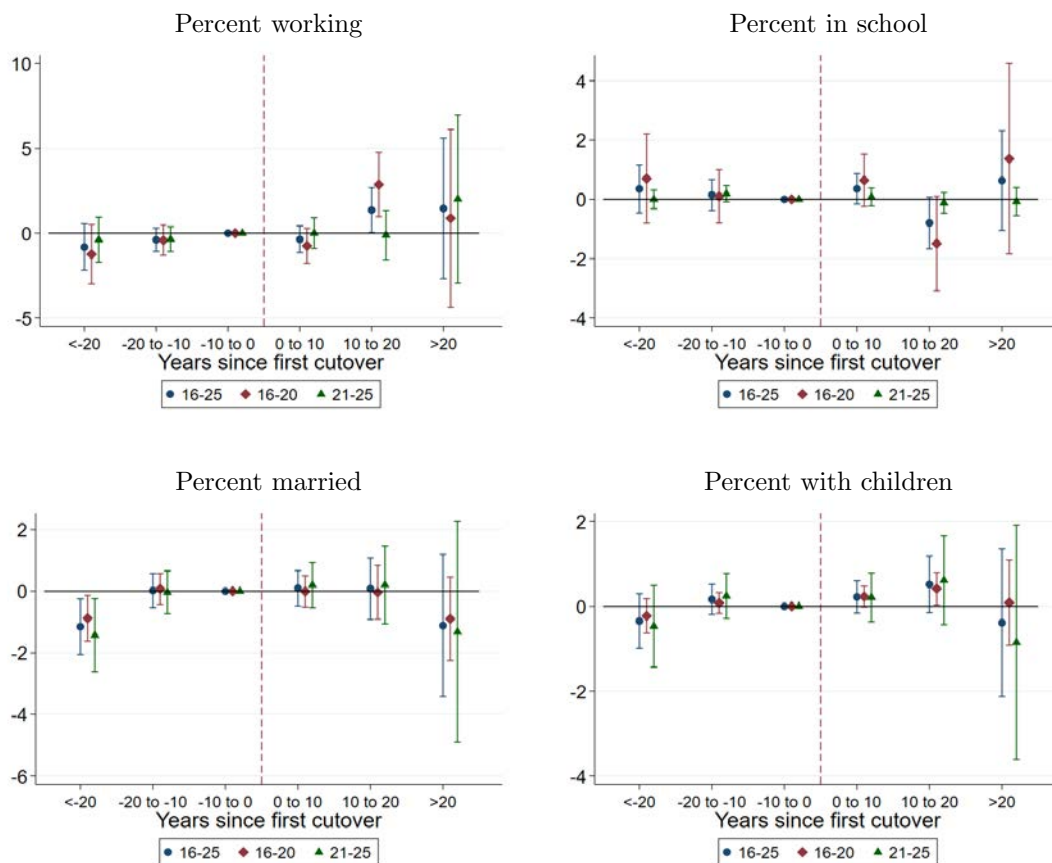 Percent working
10
5
0
-5
<-20
-20 to -10
-10 to 0
0 to 10
10 to 20
>20
Years since first cutover
16-25
16-20
21-25
Percent in school
4
2
0
-2
-4
<-20
-20 to -10
-10 to 0
0 to 10
10 to 20
>20
Years since first cutover
16-25
16-20
21-25
Percent married
2
0
-2
-4
-6
<-20
-20 to -10
-10 to 0
0 to 10
10 to 20
>20
Years since first cutover
16-25
16-20
21-25
Percent with children
2
0
-2
-4
<-20
-20 to -10
-10 to 0
0 to 10
10 to 20
>20
Years since first cutover
16-25
16-20
21-25